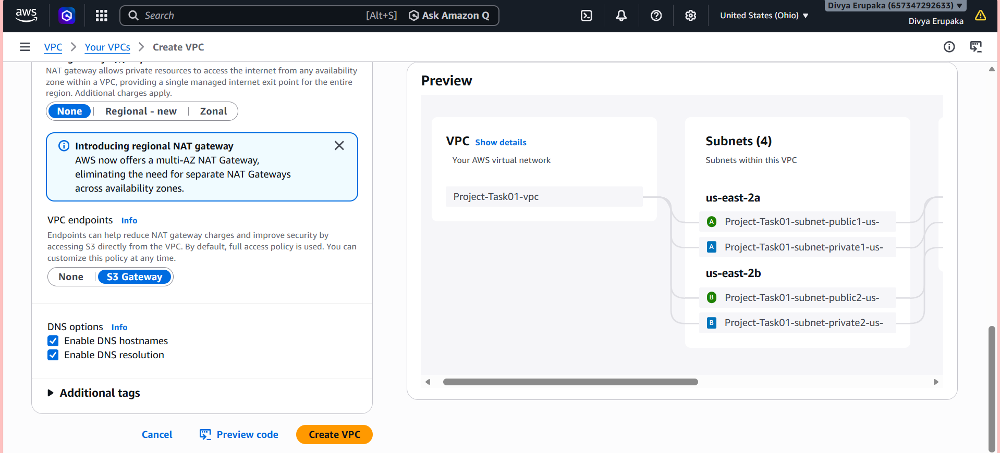 aws
Search
[Alt+S]
Ask Amazon Q
United States (Ohio) ▼
Divya Erupaka (657347292633) ▼
Divya Erupaka
VPC > Your VPCs > Create VPC
NAT gateway allows private resources to access the internet from any availability
zone within a VPC, providing a single managed internet exit point for the entire
region. Additional charges apply.
None | Regional - new | Zonal
Introducing regional NAT gateway
AWS now offers a multi-AZ NAT Gateway,
eliminating the need for separate NAT Gateways
across availability zones.
VPC endpoints Info
Endpoints can help reduce NAT gateway charges and improve security by
accessing S3 directly from the VPC. By default, full access policy is used. You can
customize this policy at any time.
None | S3 Gateway
DNS options Info
Enable DNS hostnames
Enable DNS resolution
Additional tags
Cancel
Preview code
Create VPC
Preview
VPC Show details
Your AWS virtual network
Project-Task01-vpc
Subnets (4)
Subnets within this VPC
us-east-2a
A Project-Task01-subnet-public1-us-
A Project-Task01-subnet-private1-us-
us-east-2b
B Project-Task01-subnet-public2-us-
B Project-Task01-subnet-private2-us-